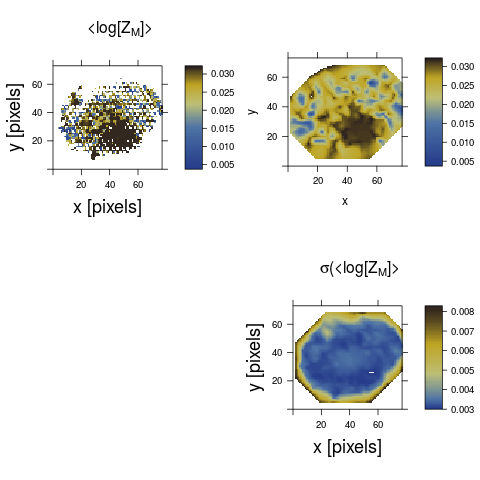 <log[Z_M]>
60
40
20
20 40 60
y [pixels]
x [pixels]
0.030
0.025
0.020
0.015
0.010
0.005
60
40
20
20 40 60
y
x
0.030
0.025
0.020
0.015
0.010
0.005
σ(<log[Z_M]>
60
40
20
20 40 60
y [pixels]
x [pixels]
0.008
0.007
0.006
0.005
0.004
0.003